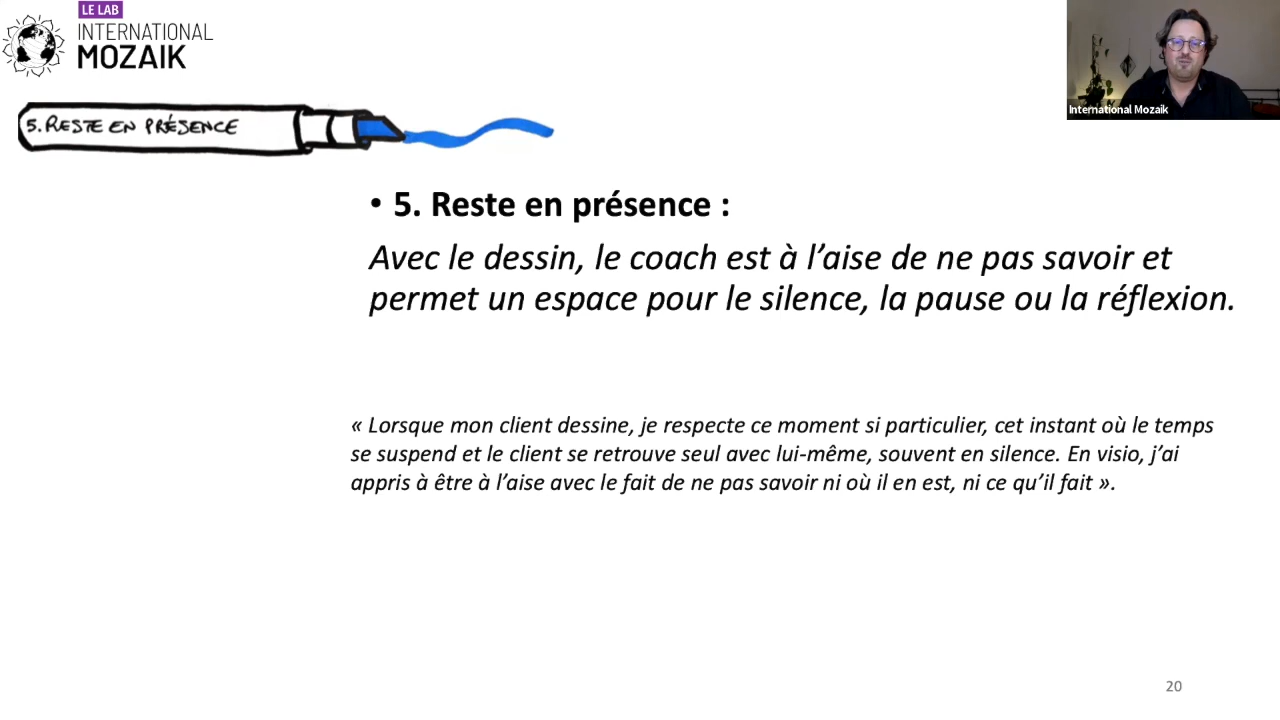 LE LAB
INTERNATIONAL
MOZAIK
International Mozaik
5. RESTE EN PRÉSENCE
• 5. Reste en présence :
Avec le dessin, le coach est à l’aise de ne pas savoir et
permet un espace pour le silence, la pause ou la réflexion.
« Lorsque mon client dessine, je respecte ce moment si particulier, cet instant où le temps
se suspend et le client se retrouve seul avec lui-même, souvent en silence. En visio, j’ai
appris à être à l’aise avec le fait de ne pas savoir ni où il en est, ni ce qu’il fait ».
20